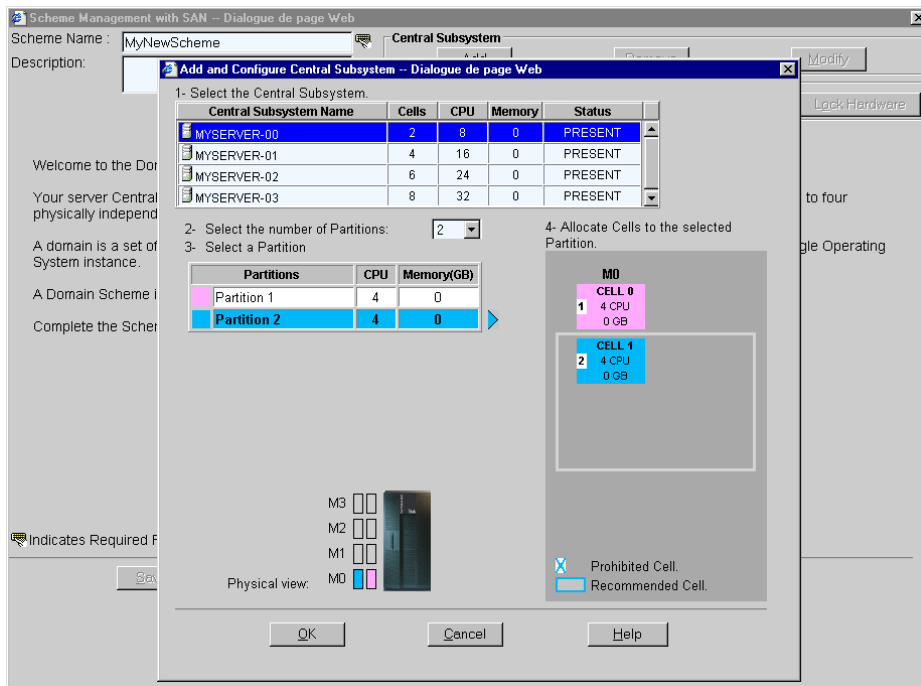 Scheme Management with SAN -- Dialogue de page Web
Scheme Name : MyNewScheme
Central Subsystem
Description:
Modify
Lock Hardware
Welcome to the
Your server Central
to four
physically
A domain is a set of
Operating
System instance.
A Domain Scheme
Complete the
Indicates Required
Add and Configure Central Subsystem -- Dialogue de page Web
1- Select the Central Subsystem.
Central Subsystem Name Cells CPU Memory Status
MYSERVER-00 2 8 0 PRESENT
MYSERVER-01 4 16 0 PRESENT
MYSERVER-02 6 24 0 PRESENT
MYSERVER-03 8 32 0 PRESENT
2- Select the number of Partitions: 2
3- Select a Partition
Partitions CPU Memory(GB)
Partition 1 4 0
Partition 2 4 0
4- Allocate Cells to the selected
Partition.
M0
CELL 0
1 4 CPU
0 GB
CELL 1
2 4 CPU
0 GB
M3
M2
M1
Physical view: M0
Prohibited Cell.
Recommended Cell.
OK Cancel Help